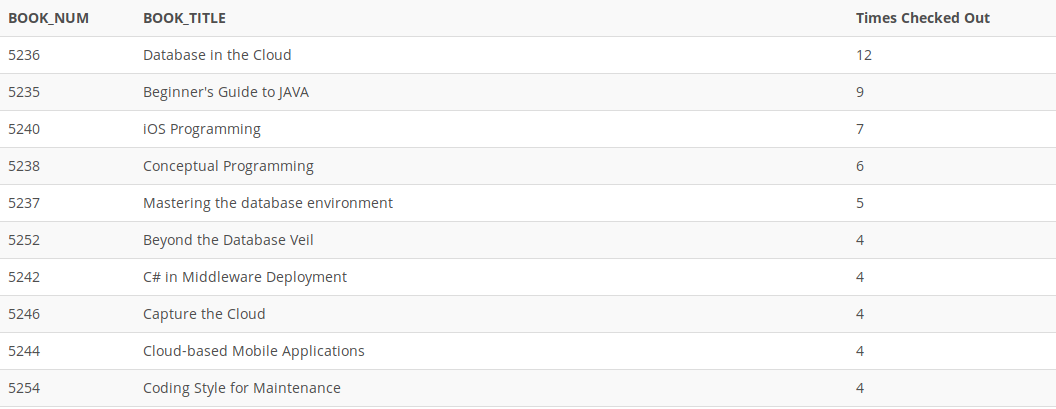 BOOK_NUM BOOK_TITLE Times Checked Out
5236 Database in the Cloud 12
5235 Beginner's Guide to JAVA 9
5240 iOS Programming 7
5238 Conceptual Programming 6
5237 Mastering the database environment 5
5252 Beyond the Database Veil 4
5242 C# in Middleware Deployment 4
5246 Capture the Cloud 4
5244 Cloud-based Mobile Applications 4
5254 Coding Style for Maintenance 4